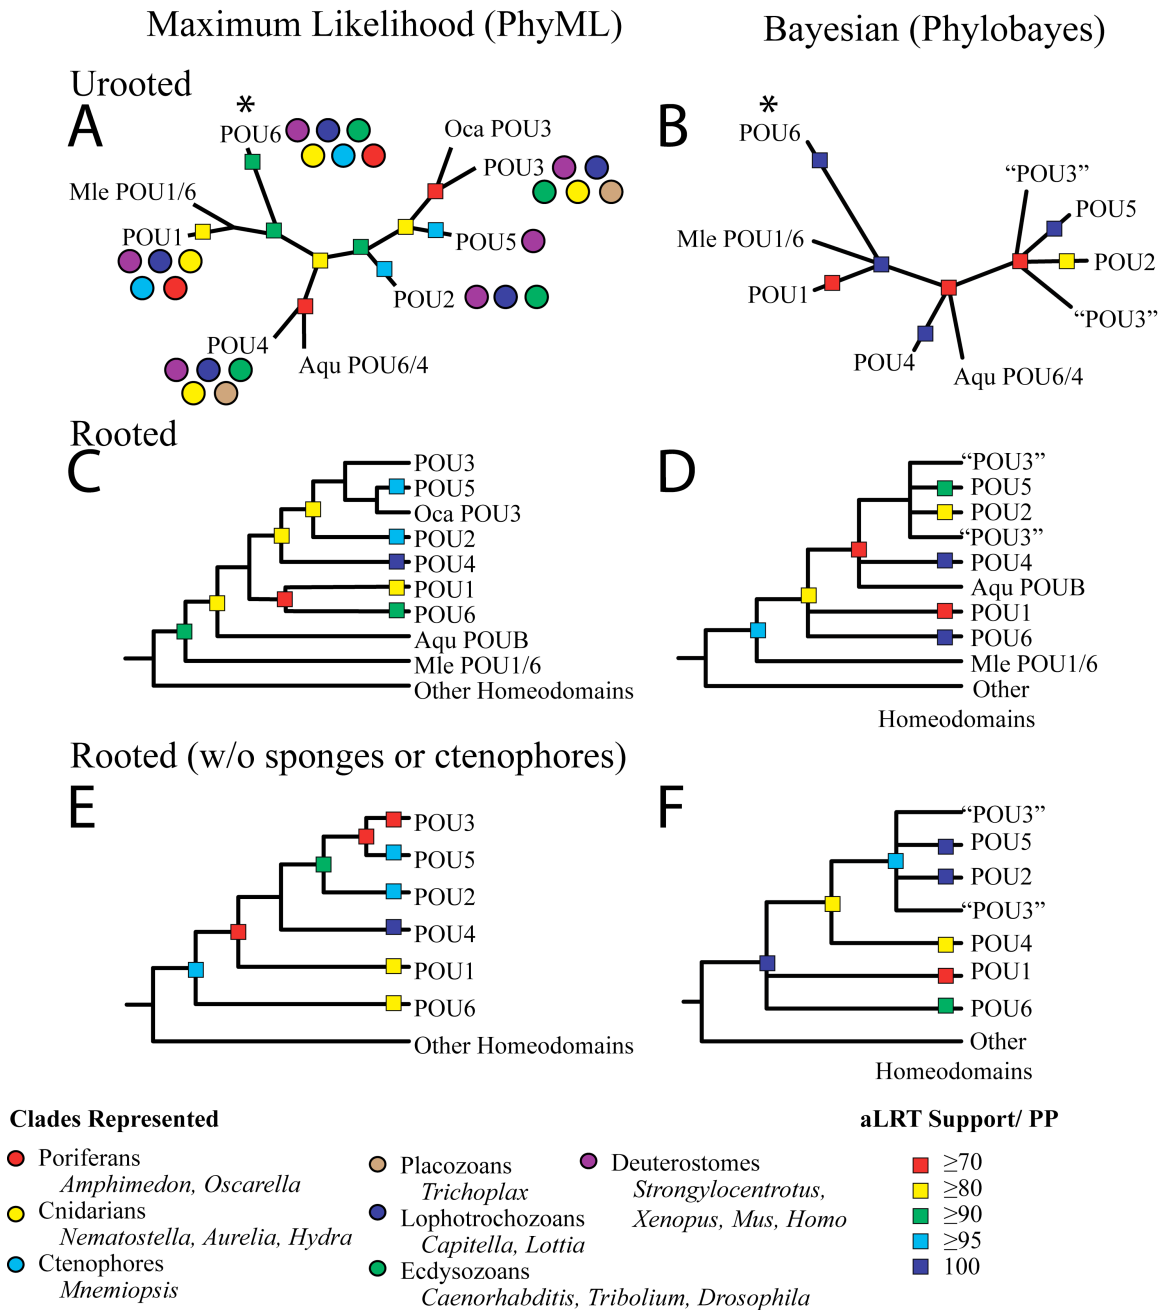 Maximum Likelihood (PhyML)
Bayesian (Phylobayes)
Urooted
A
*
POU6
Oca POU3
POU3
Mle POU1/6
POU1
POU5
POU2
POU4
Aqu POU6/4
B
*
POU6
“POU3”
POU5
Mle POU1/6
POU2
POU1
“POU3”
POU4
Aqu POU6/4
Rooted
C
POU3
POU5
Oca POU3
POU2
POU4
POU1
POU6
Aqu POUB
Mle POU1/6
Other Homeodomains
D
“POU3”
POU5
POU2
“POU3”
POU4
Aqu POUB
POU1
POU6
Mle POU1/6
Other
Homeodomains
Rooted (w/o sponges or ctenophores)
E
POU3
POU5
POU2
POU4
POU1
POU6
Other Homeodomains
F
“POU3”
POU5
POU2
“POU3”
POU4
POU1
POU6
Other
Homeodomains
Clades Represented
Poriferans
Amphimedon, Oscarella
Cnidarians
Nematostella, Aurelia, Hydra
Ctenophores
Mnemiopsis
Placozoans
Trichoplax
Lophotrochozoans
Capitella, Lottia
Ecdysozoans
Caenorhabditis, Tribolium, Drosophila
Deuterostomes
Strongylocentrotus,
Xenopus, Mus, Homo
aLRT Support/ PP
≥70
≥80
≥90
≥95
100